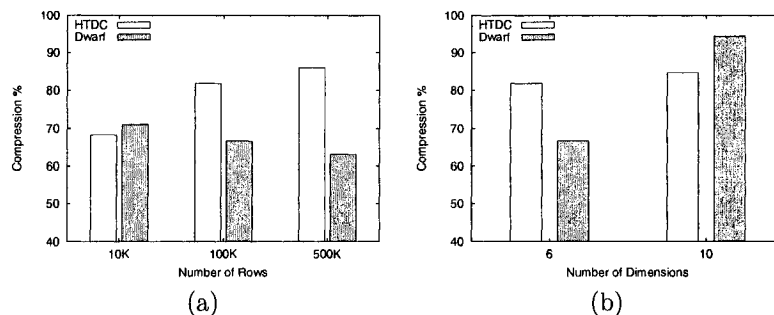 100
90
80
70
60
50
40
Compression %
HTDC
Dwarf
10K
100K
500K
Number of Rows
(a)
100
90
80
70
60
50
40
Compression %
HTDC
Dwarf
6
10
Number of Dimensions
(b)